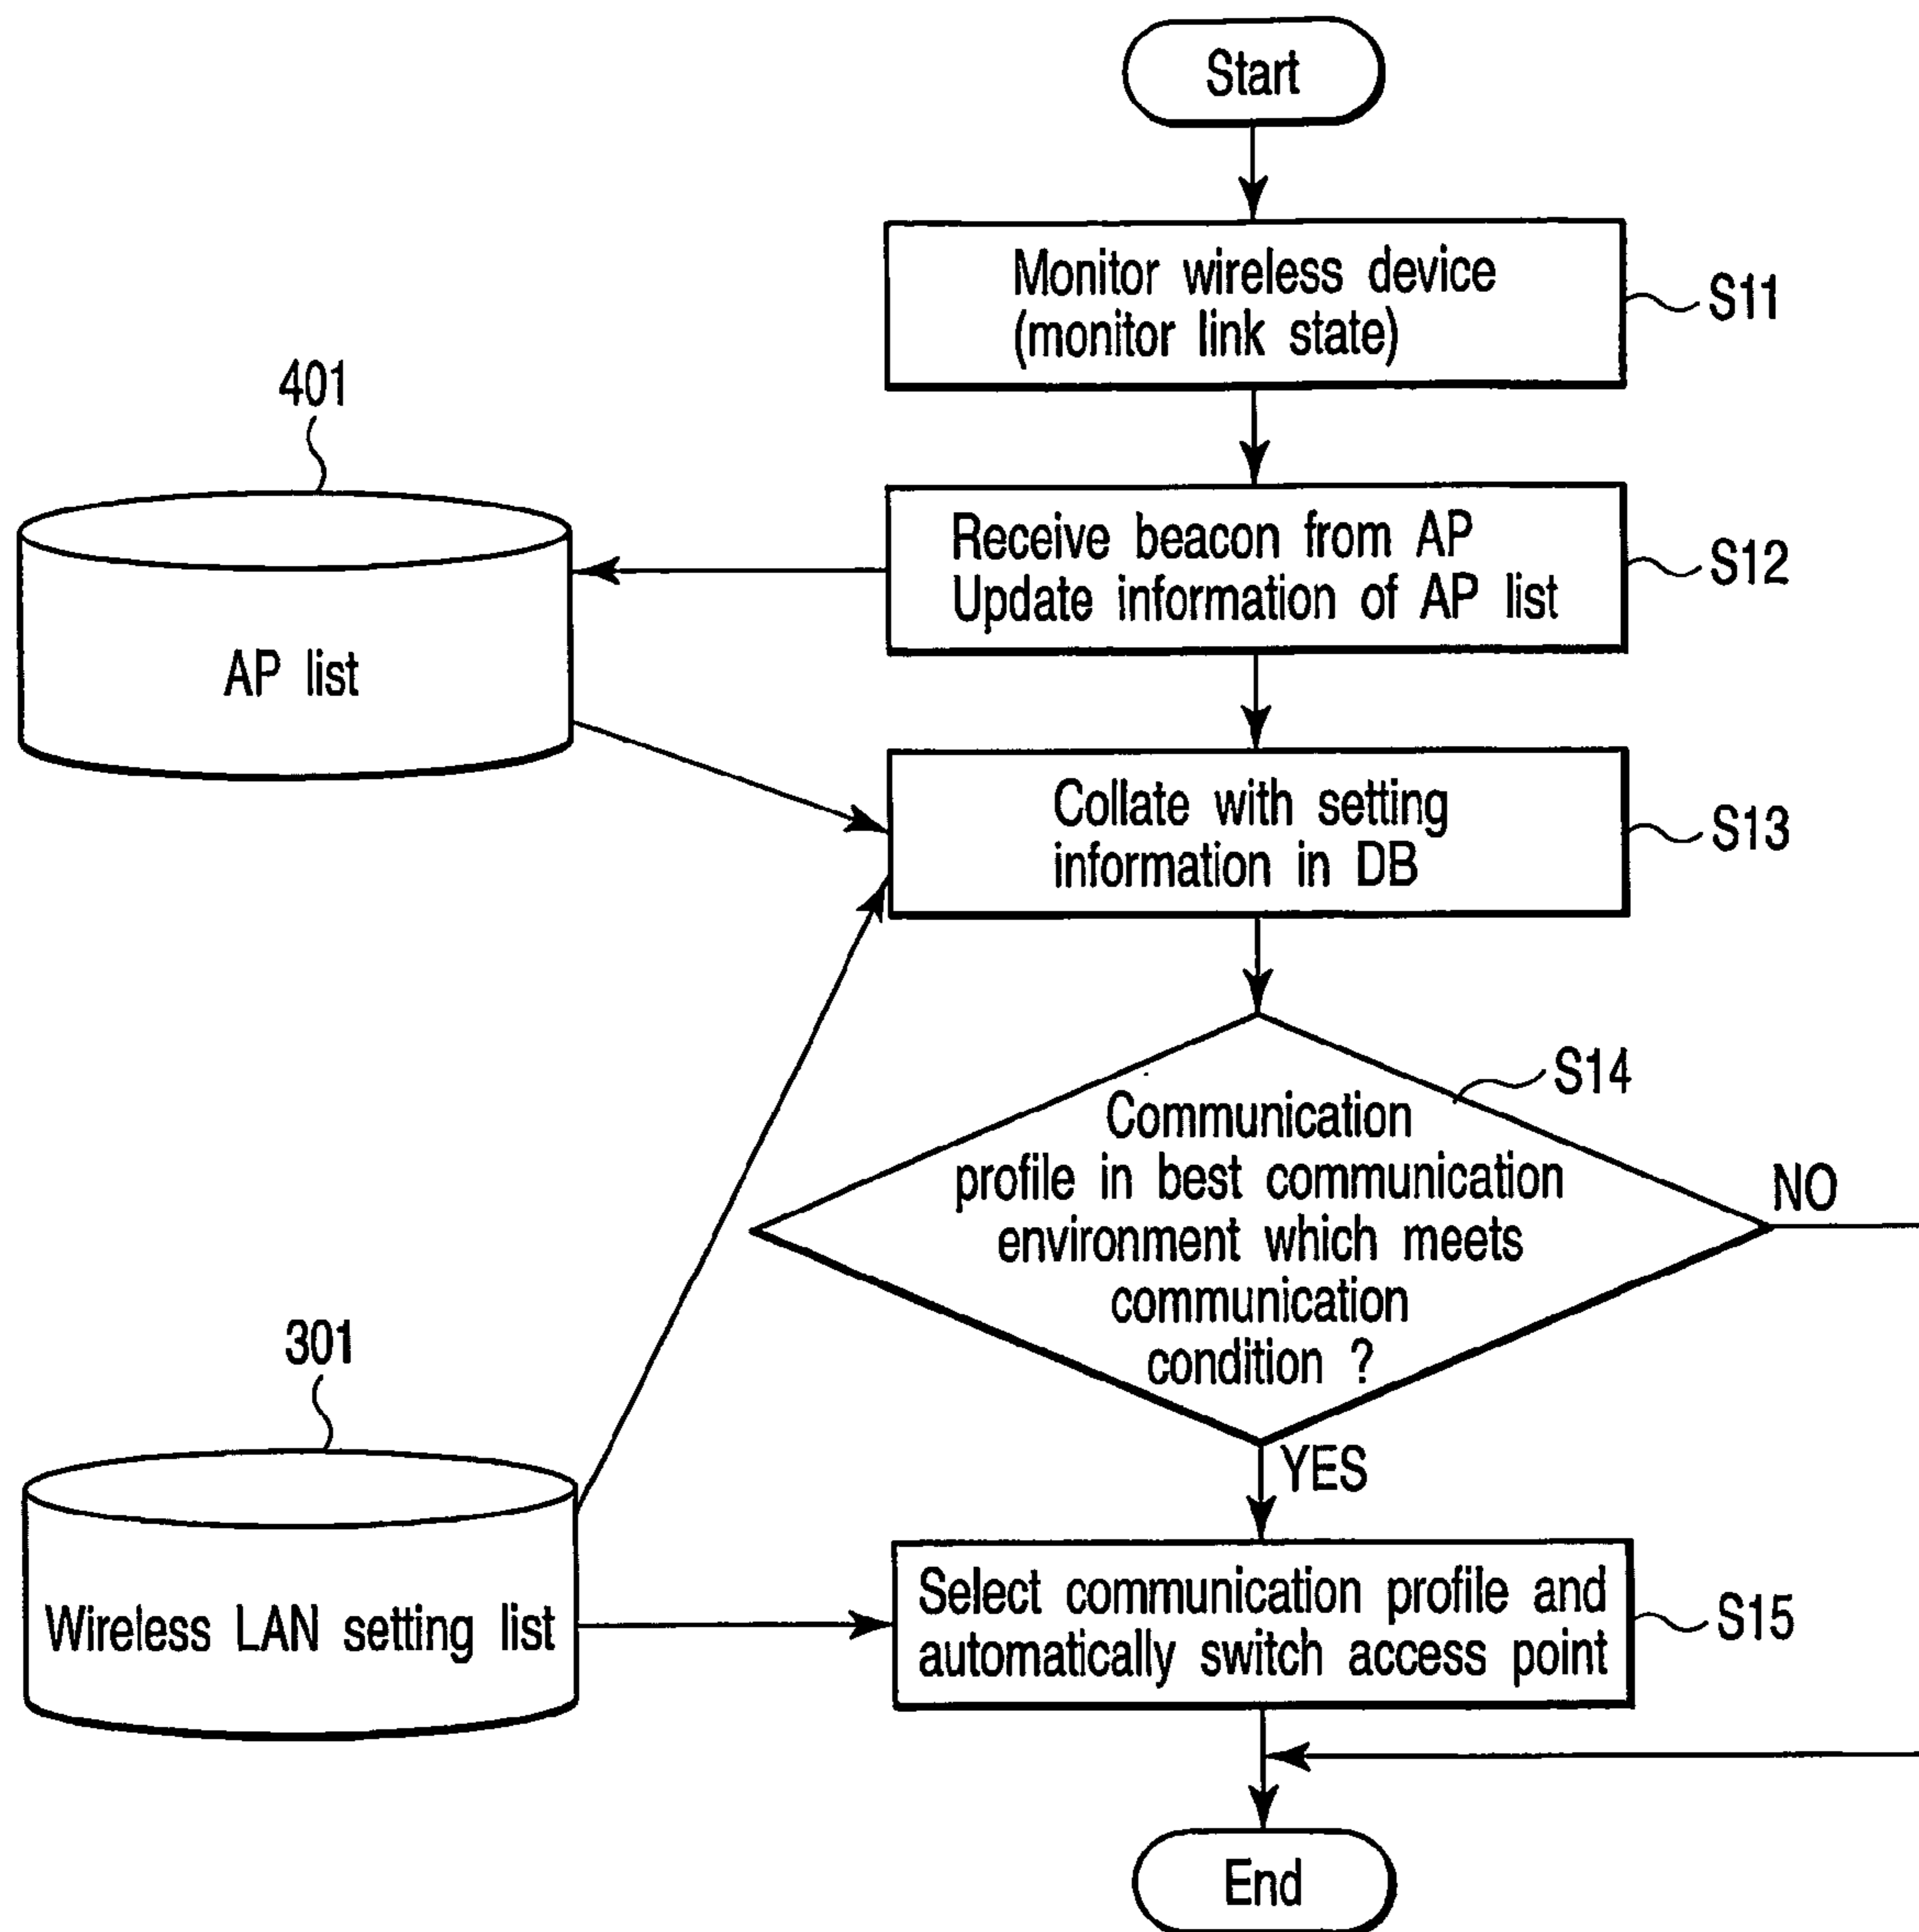 Start
Monitor wireless device
(monitor link state)
S11
401
Receive beacon from AP
Update information of AP list
S12
AP list
Collate with setting
information in DB
S13
S14
Communication
profile in best communication
environment which meets
communication
condition ?
NO
301
YES
Wireless LAN setting list
Select communication profile and
automatically switch access point
S15
End